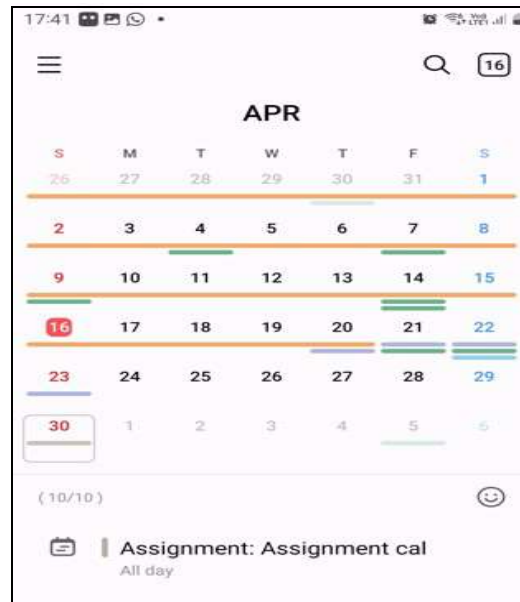 17:41
16
APR
S M T W T F S
26 27 28 29 30 31 1
2 3 4 5 6 7 8
9 10 11 12 13 14 15
16 17 18 19 20 21 22
23 24 25 26 27 28 29
30 1 2 3 4 5 6
(10/10)
Assignment: Assignment cal
All day